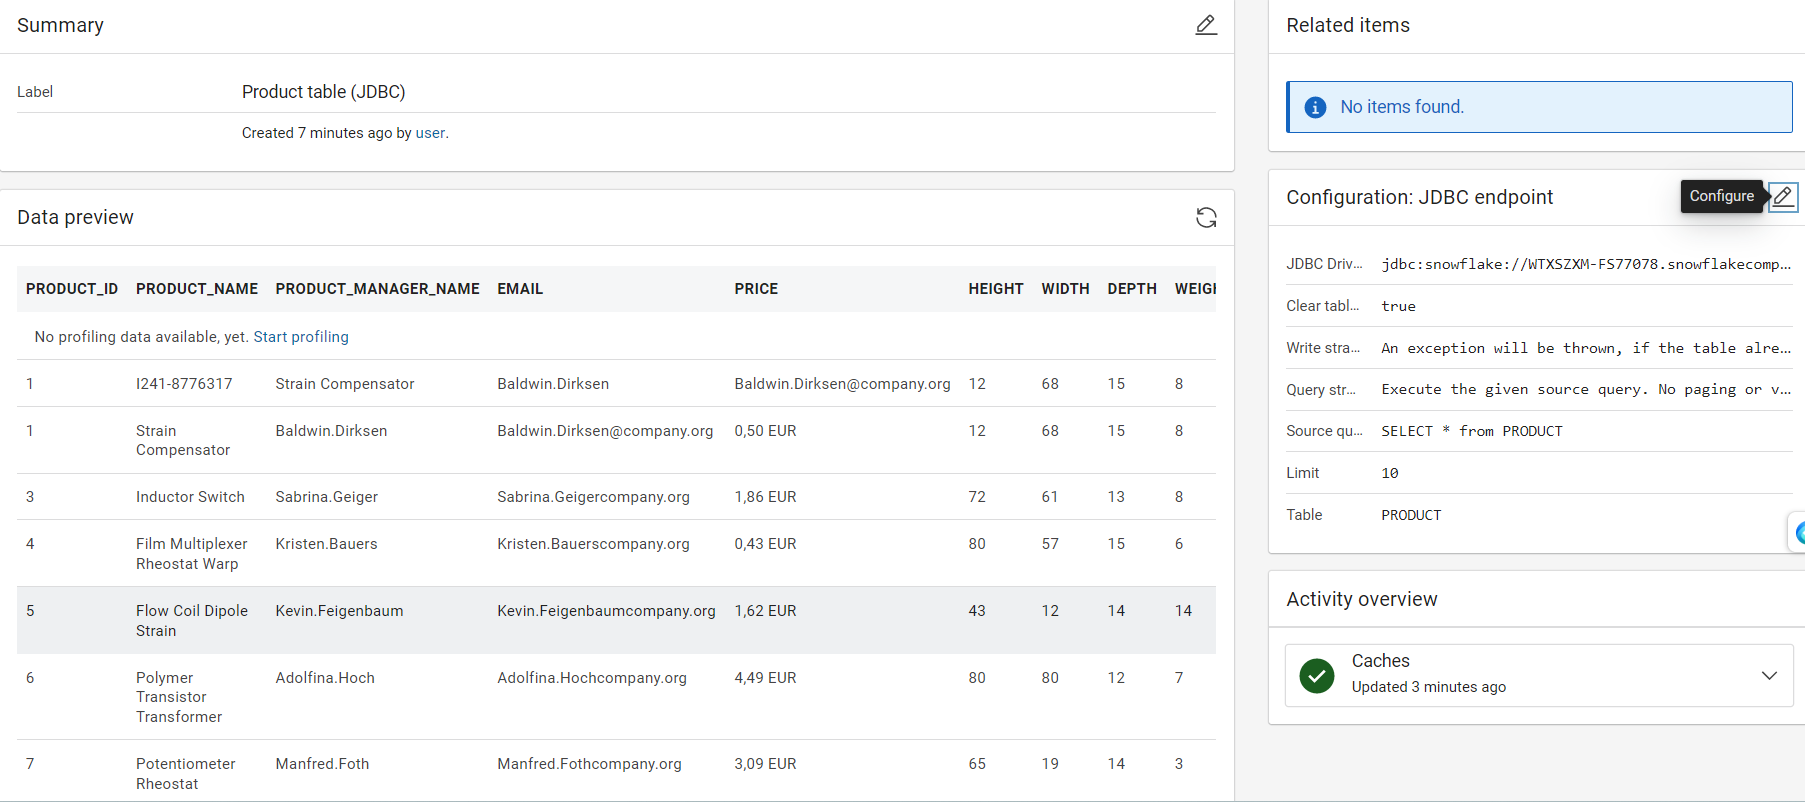 Summary
Label Product table (JDBC)
Created 7 minutes ago by user.
Data preview
PRODUCT_ID PRODUCT_NAME PRODUCT_MANAGER_NAME EMAIL PRICE HEIGHT WIDTH DEPTH
No profiling data available, yet. Start profiling
1 I241-8776317 Strain Compensator Baldwin.Dirksen Baldwin.Dirksen@company.org 12 68 15 8
1 Strain Baldwin.Dirksen Baldwin.Dirksen@company.org 0,50 EUR 12 68 15 8
Compensator
3 Inductor Switch Sabrina.Geiger Sabrina.Geigercompany.org 1,86 EUR 72 61 13 8
4 Film Multiplexer Kristen.Bauers Kristen.Bauerscompany.org 0,43 EUR 80 57 15 6
Rheostat Warp
5 Flow Coil Dipole Kevin.Feigenbaum Kevin.Feigenbaumcompany.org 1,62 EUR 43 12 14 14
Strain
6 Polymer Adolfina.Hoch Adolfina.Hochcompany.org 4,49 EUR 80 80 12 7
Transistor
Transformer
7 Potentiometer Manfred.Foth Manfred.Fothcompany.org 3,09 EUR 65 19 14 3
Rheostat
Related items
No items found.
Configuration: JDBC endpoint Configure
JDBC Driv... jdbc:snowflake://WTXSZXM-FS77078.snowflakecomp...
Clear tabl... true
Write stra... An exception will be thrown, if the table alre...
Query str... Execute the given source query. No paging or v...
Source qu... SELECT * from PRODUCT
Limit 10
Table PRODUCT
Activity overview
Caches
Updated 3 minutes ago